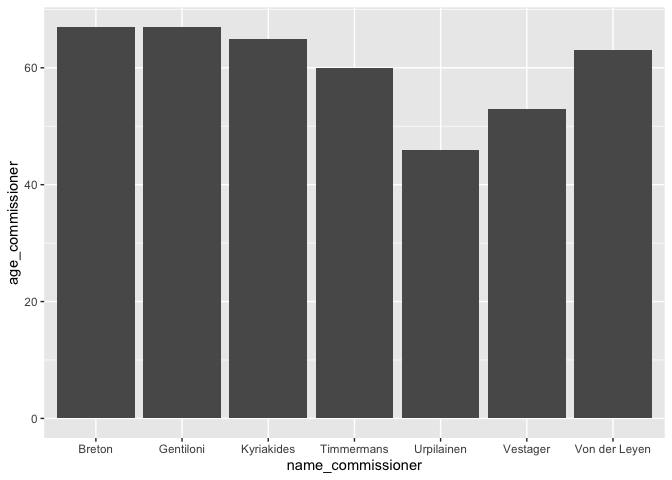 age_commissioner
60
40
20
0
Breton Gentiloni Kyriakides Timmermans Urpilainen Vestager Von der Leyen
name_commissioner